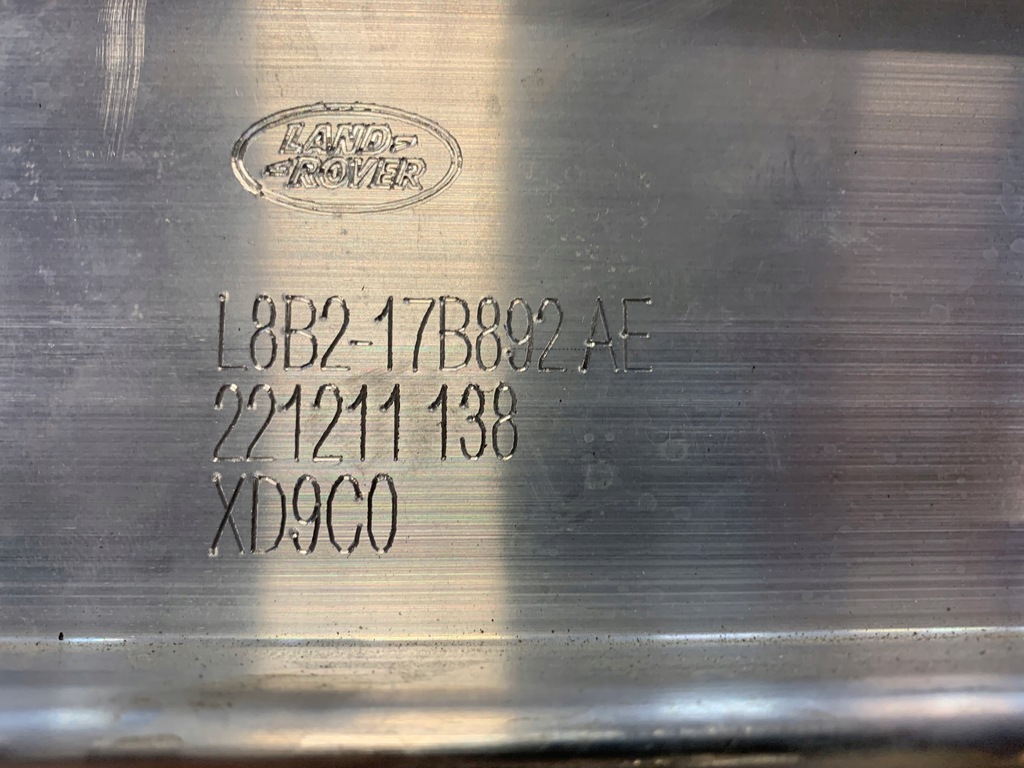 LAND-
-ROVER
L8B2-17B892 AE
221211 138
XD9C0